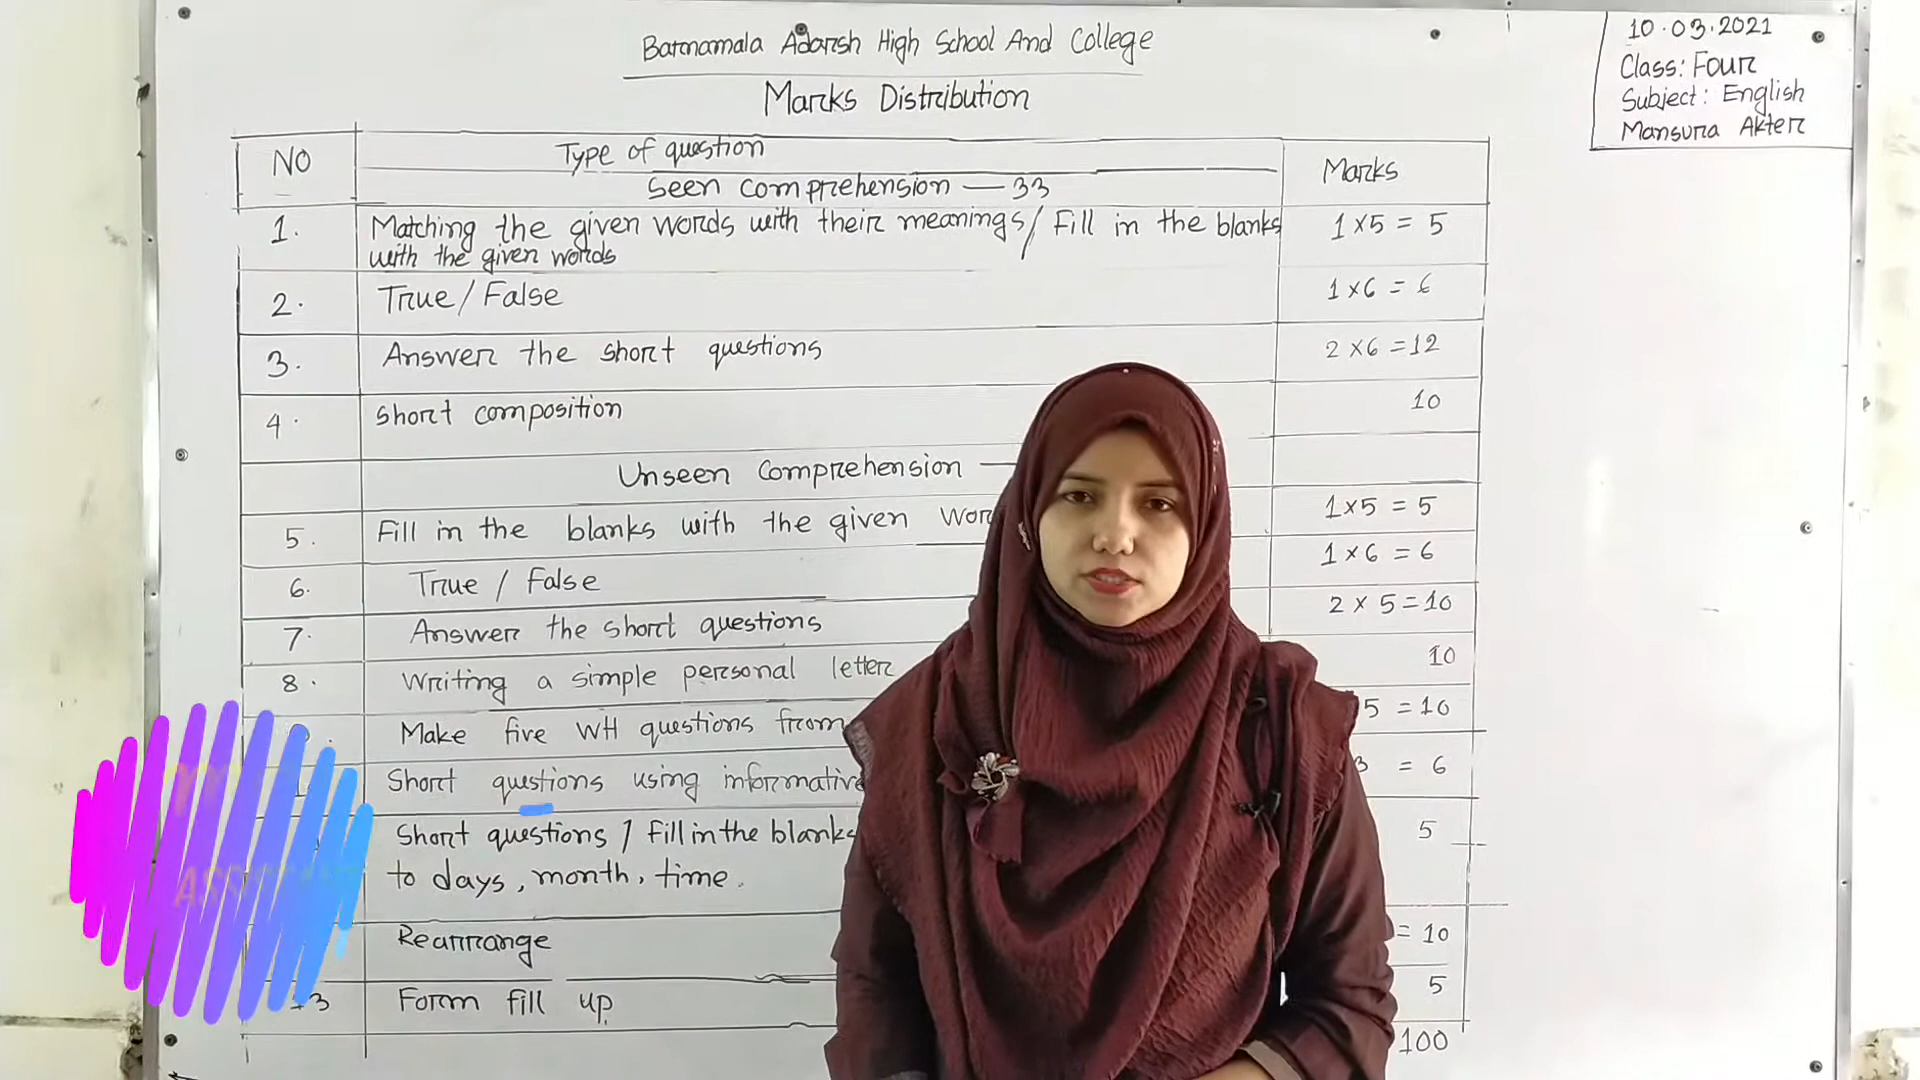 Barnamala Adarsh High School And College
Marks Distribution
10.03.2021
Class: Four
Subject: English
Mansura Akter
NO Type of question Marks
Seen comprehension — 33
1. Matching the given words with their meanings/ Fill in the blanks 1×5 = 5
with the given words
2. True/False 1×6 = 6
3. Answer the short questions 2×6 =12
4. Short composition 10
Unseen Comprehension —
5. Fill in the blanks with the given 1×5 = 5
6. True / False 1×6 = 6
7. Answer the short questions 2 × 5=10
8. Writing a simple personal letter 10
Make five WH questions from 5 = 10
Short questions using informative 3 = 6
Short questions / Fill in the blanks 5
to days, month, time.
Rearrange = 10
13 Form fill up 5
100